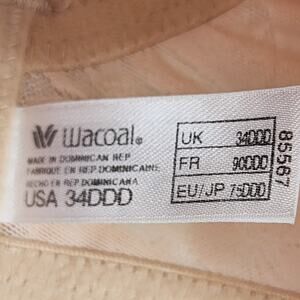 wacoal®
MADE IN DOMINICAN REP
FABRIQUE EN REP DOMINICAINE
HECHO EN REP DOMINICANA
USA 34DDD
UK 34DDD
FR 90DDD
EU/JP 75DDD
85567